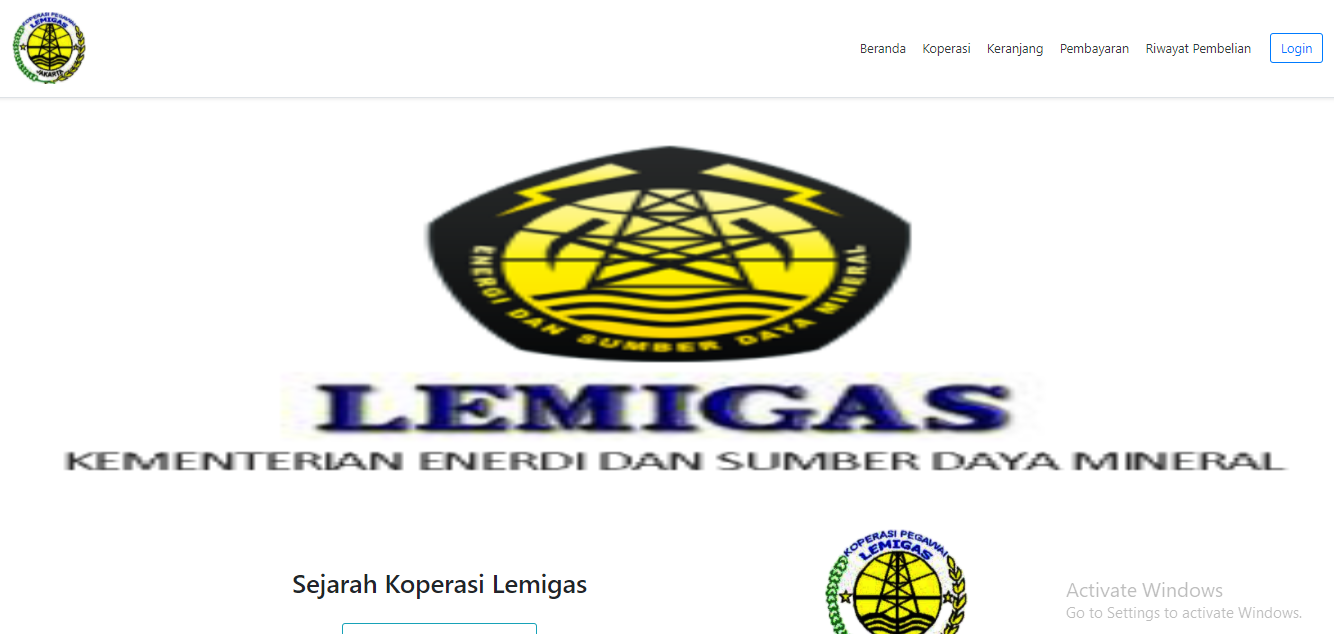 KOPERASI PEGAWAI
LEMIGAS
JAKARTA
Beranda Koperasi Keranjang Pembayaran Riwayat Pembelian Login
ENERGI DAN SUMBER DAYA MINERAL
LEMIGAS
KEMENTERIAN ENERDI DAN SUMBER DAYA MINERAL
KOPERASI PEGAWAI
LEMIGAS
Sejarah Koperasi Lemigas
Activate Windows
Go to Settings to activate Windows.